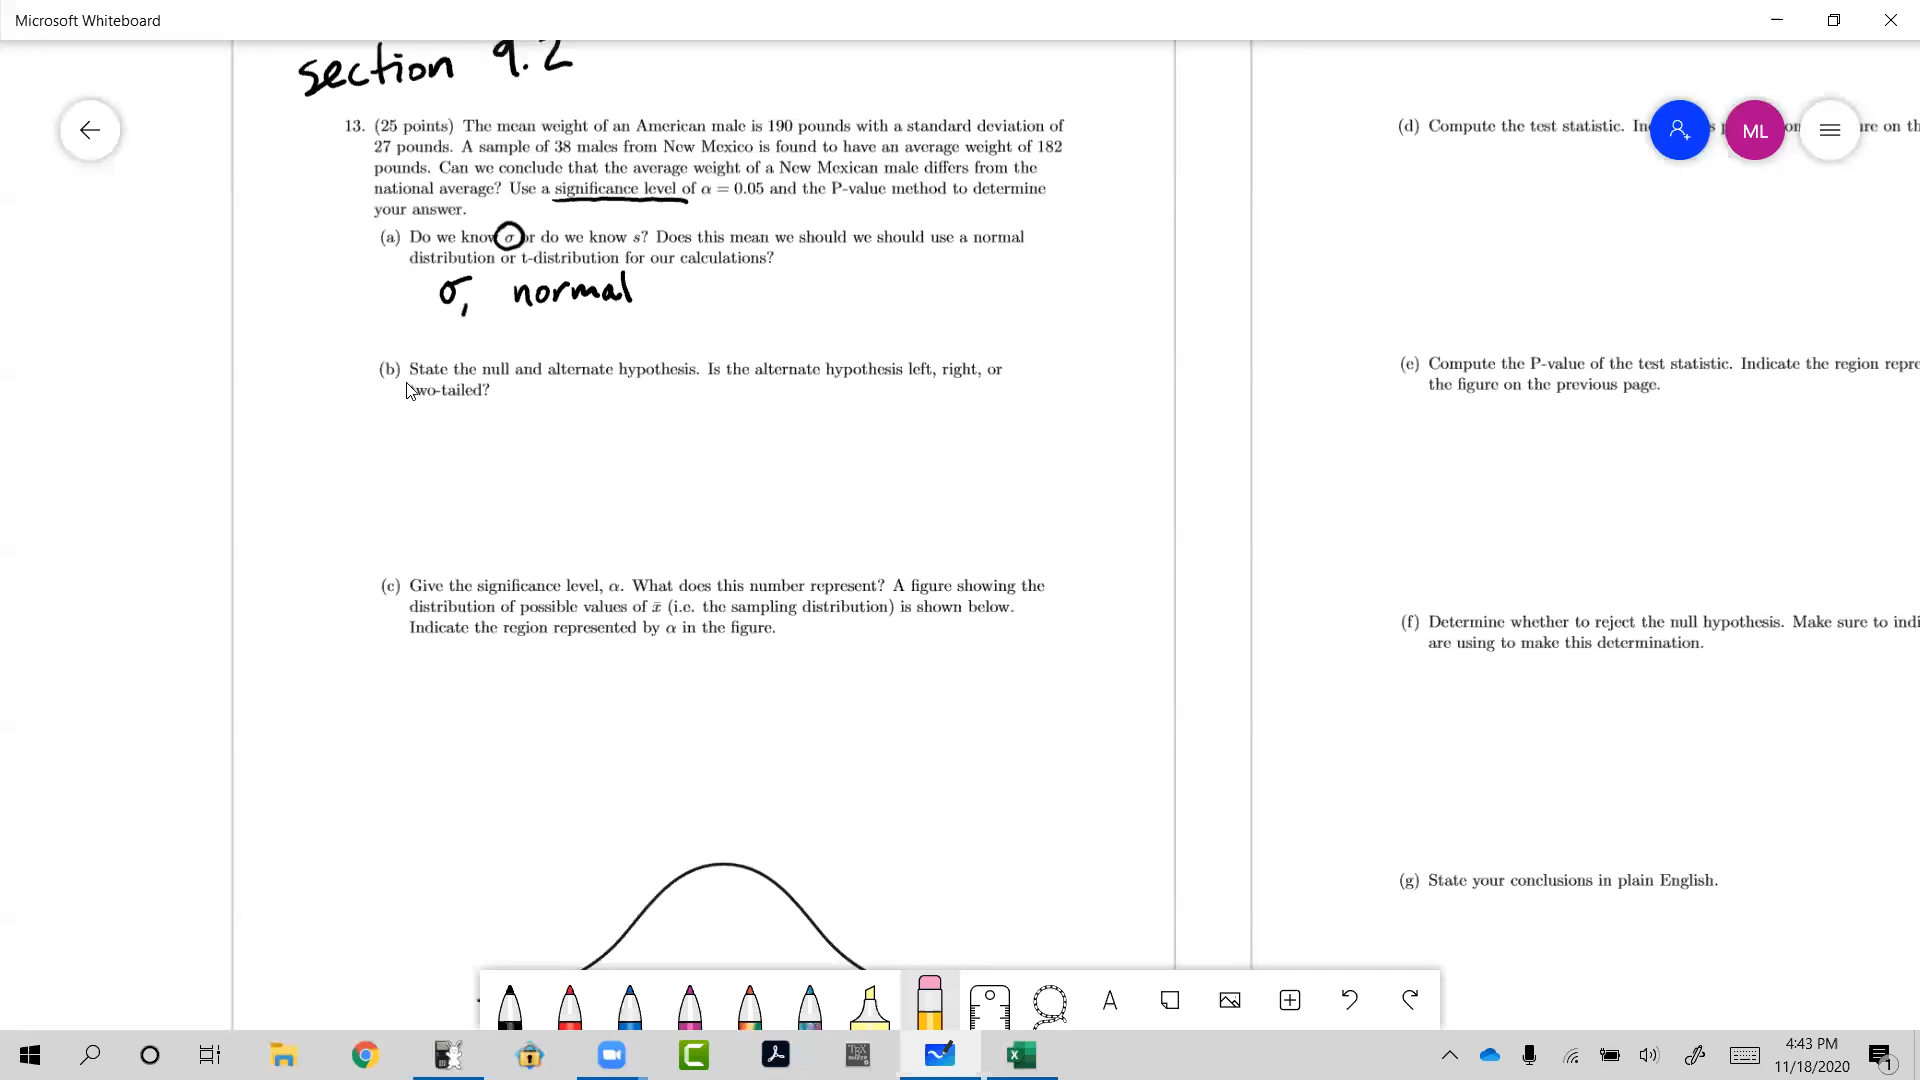 Microsoft Whiteboard
section 9.2
13. (25 points) The mean weight of an American male is 190 pounds with a standard deviation of
27 pounds. A sample of 38 males from New Mexico is found to have an average weight of 182
pounds. Can we conclude that the average weight of a New Mexican male differs from the
national average? Use a significance level of α = 0.05 and the P-value method to determine
your answer.
(a) Do we know σ or do we know s? Does this mean we should we should use a normal
distribution or t-distribution for our calculations?
σ, normal
(b) State the null and alternate hypothesis. Is the alternate hypothesis left, right, or
two-tailed?
(c) Give the significance level, α. What does this number represent? A figure showing the
distribution of possible values of x̄ (i.e. the sampling distribution) is shown below.
Indicate the region represented by α in the figure.
(d) Compute the test statistic.
ML
(e) Compute the P-value of the test statistic. Indicate the region repre
the figure on the previous page.
(f) Determine whether to reject the null hypothesis. Make sure to indi
are using to make this determination.
(g) State your conclusions in plain English.
4:43 PM
11/18/2020
1